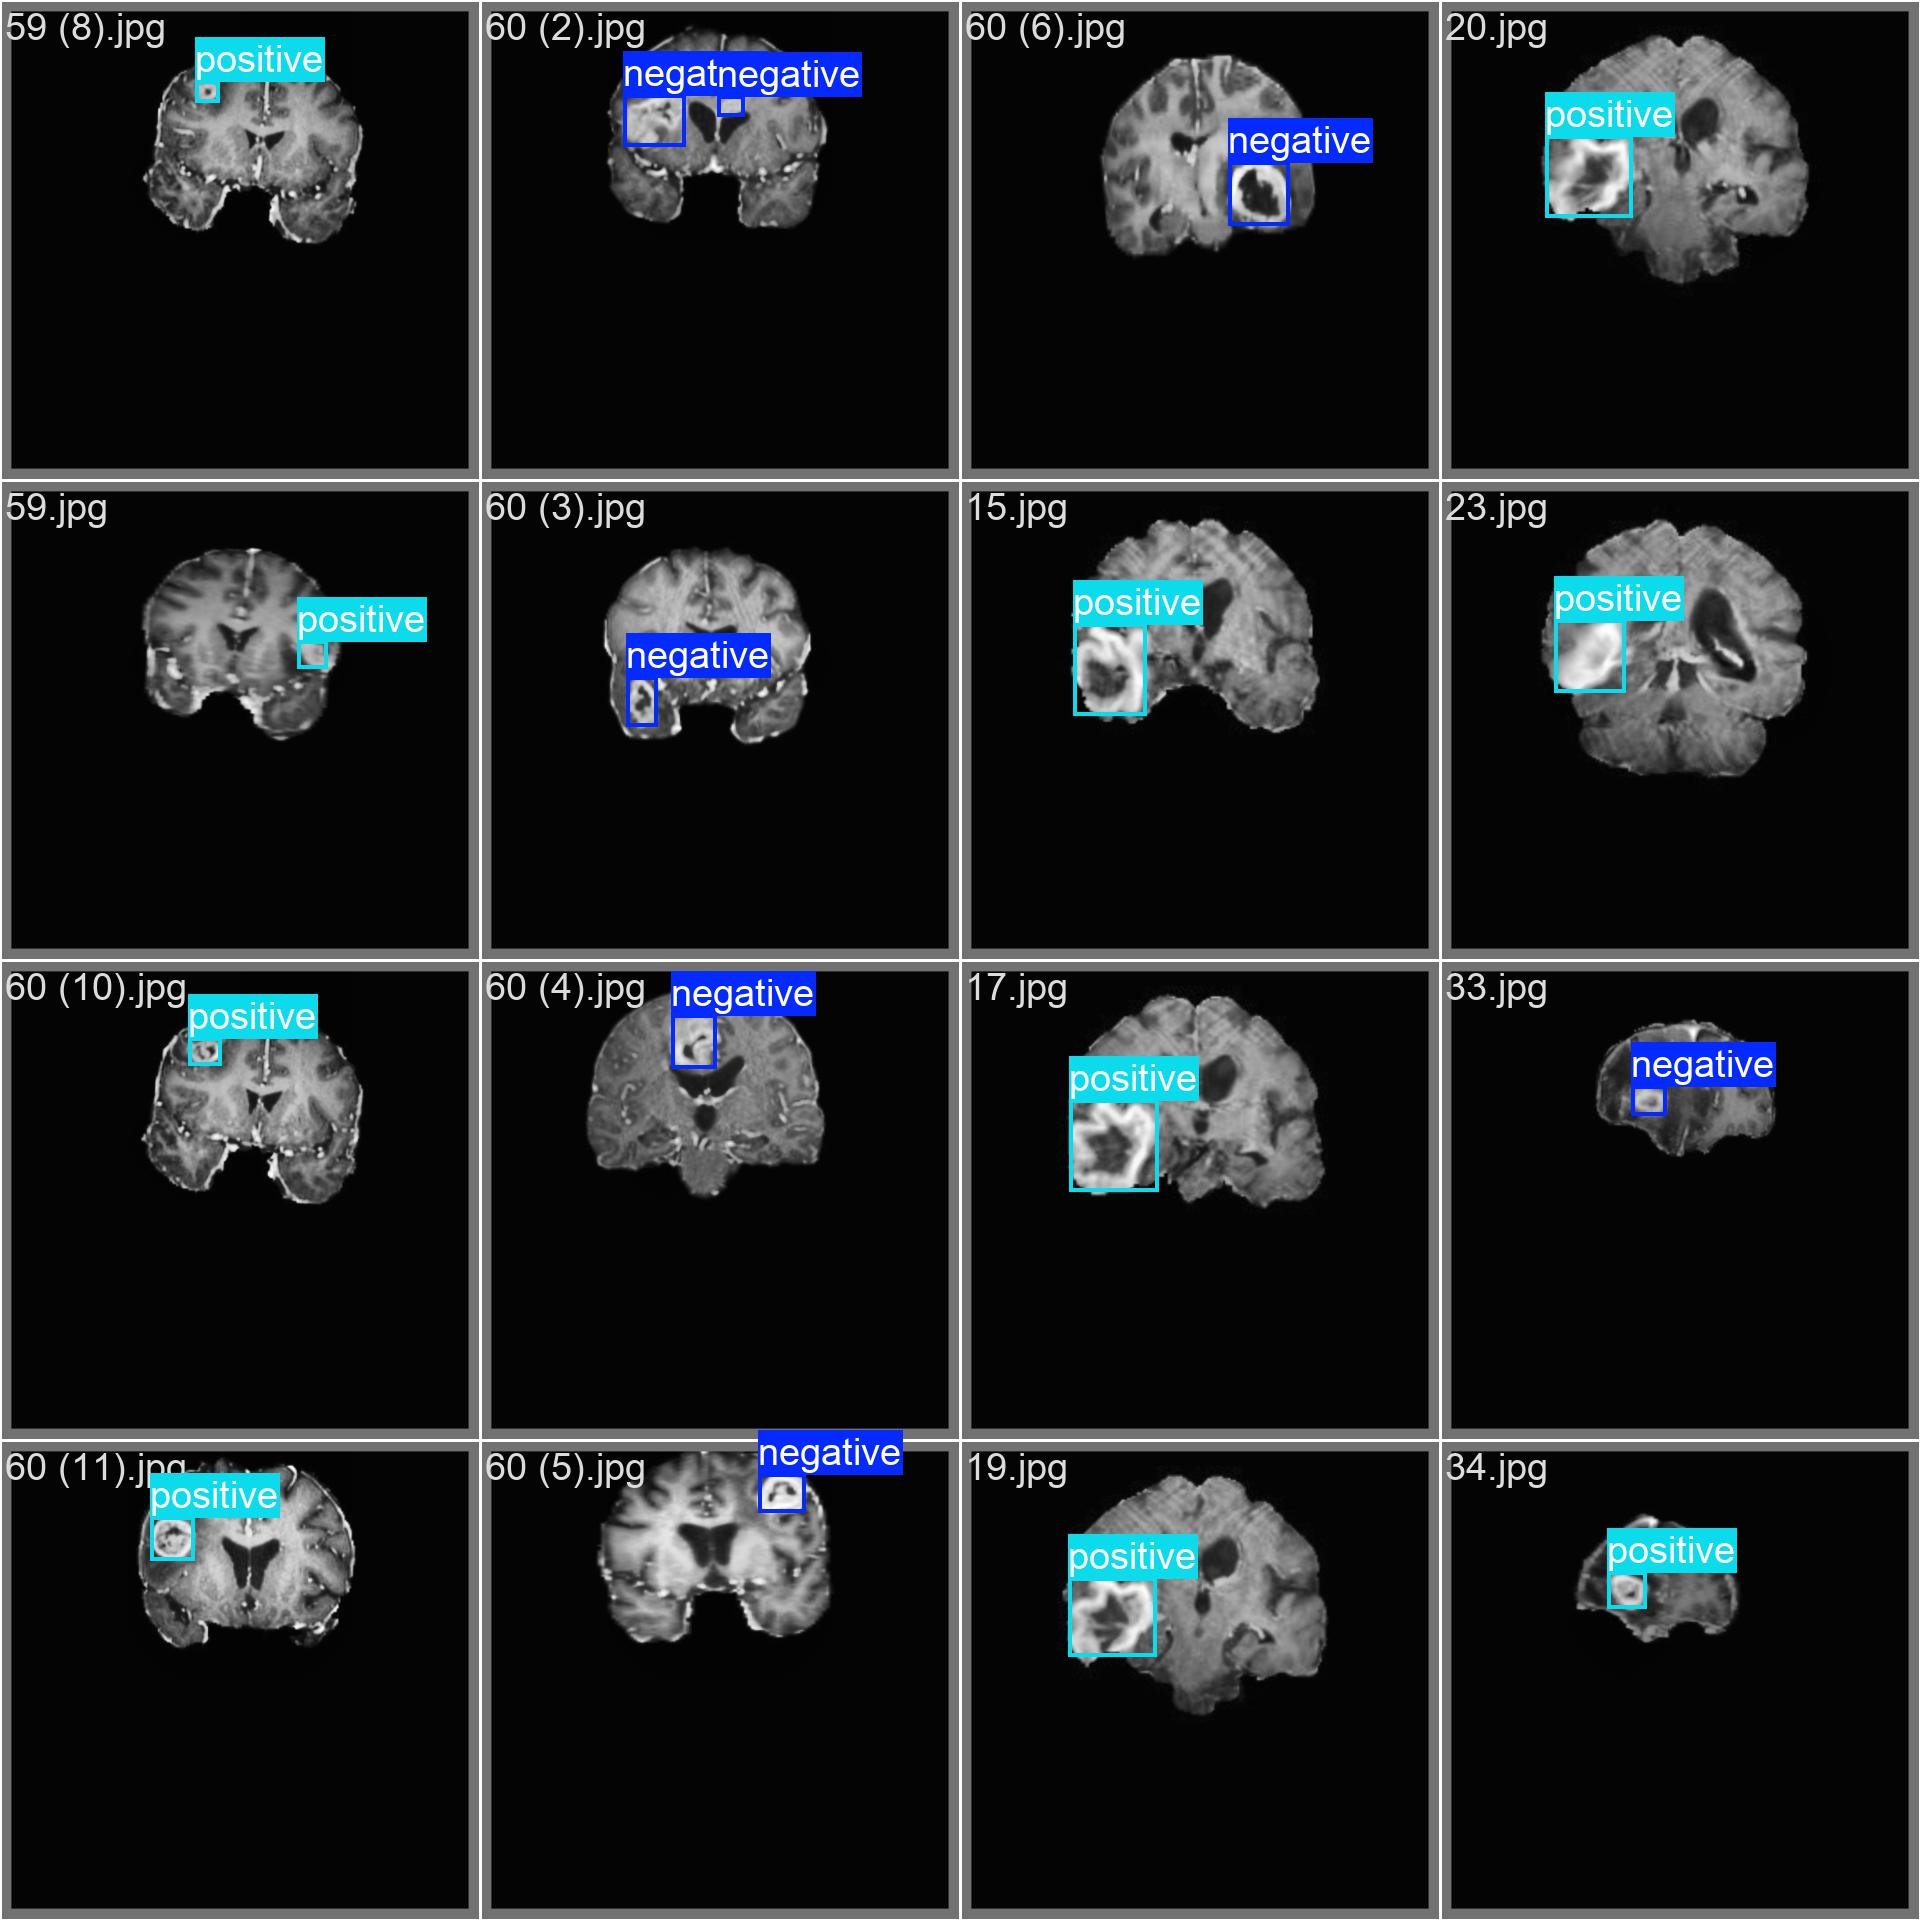 59 (8).jpg
positive
60 (2).jpg
negat
negative
60 (6).jpg
negative
20.jpg
positive
59.jpg
positive
60 (3).jpg
negative
15.jpg
positive
23.jpg
positive
60 (10).jpg
positive
60 (4).jpg
negative
17.jpg
positive
33.jpg
negative
60 (11).jpg
positive
60 (5).jpg
negative
19.jpg
positive
34.jpg
positive